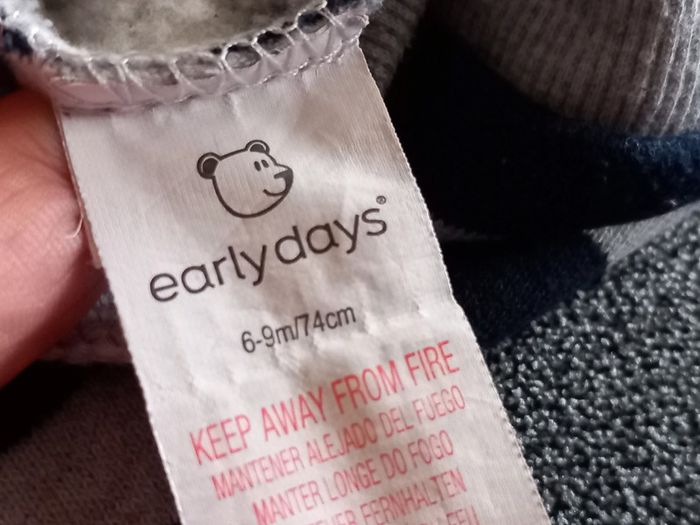 earlydays®
6-9m/74cm
KEEP AWAY FROM FIRE
MANTENER ALEJADO DEL FUEGO
MANTER LONGE DO FOGO
FERNHALTEN